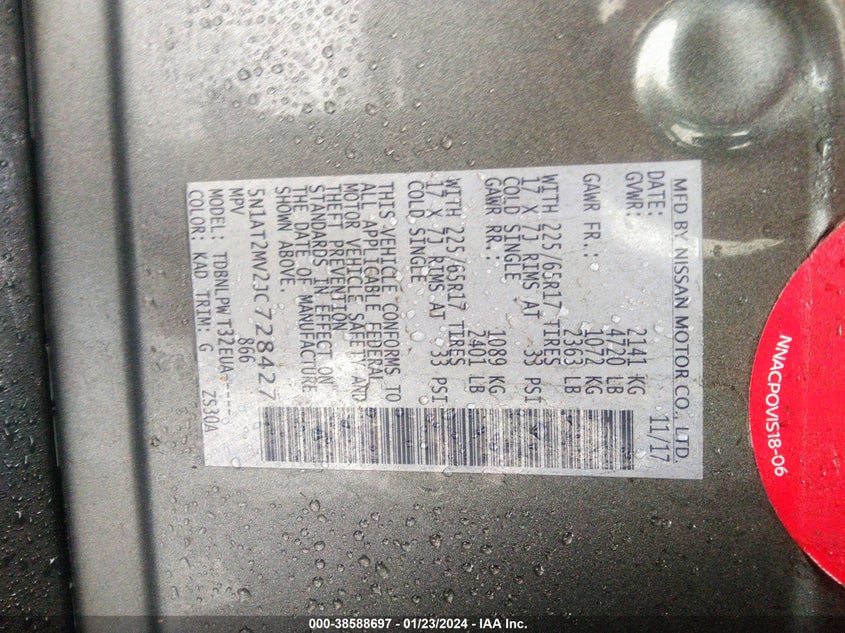 MFD BY NISSAN MOTOR CO., LTD.
DATE: 11/17
GVWR: 2141 KG
4720 LB
GAWR FR.: 1072 KG
2363 LB
WITH 225/65R17 TIRES
17 X 7J RIMS AT 33 PSI
COLD SINGLE
GAWR RR.: 1089 KG
2401 LB
WITH 225/65R17 TIRES
17 X 7J RIMS AT 33 PSI
COLD SINGLE
THIS VEHICLE CONFORMS TO
ALL APPLICABLE FEDERAL
MOTOR VEHICLE SAFETY AND
THEFT PREVENTION
STANDARDS IN EFFECT ON
THE DATE OF MANUFACTURE
SHOWN ABOVE.
5N1AT2MV2JC728427
MPV 866
MODEL: TDBNLPWT32EUA
COLOR: KAD TRIM: G ZS30A
NNACPOVIS18-06
000-38588697 - 01/23/2024 - IAA Inc.